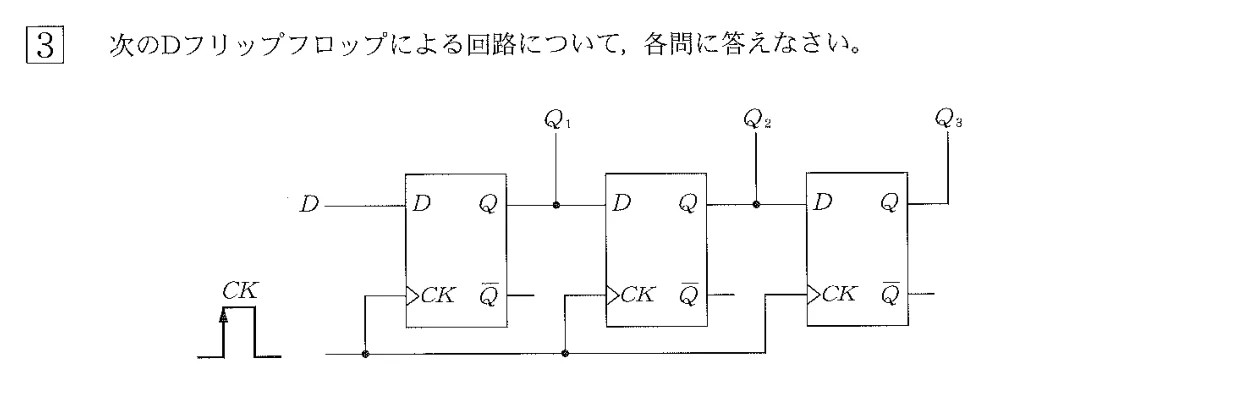 3 次のDフリップフロップによる回路について，各問に答えなさい。
Q₁ Q₂ Q₃
D D Q D Q D Q
CK
CK Q̅ CK Q̅ CK Q̅